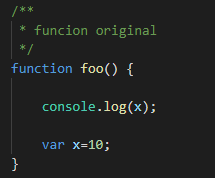 /**
* funcion original
*/
function foo() {
console.log(x);
var x=10;
}